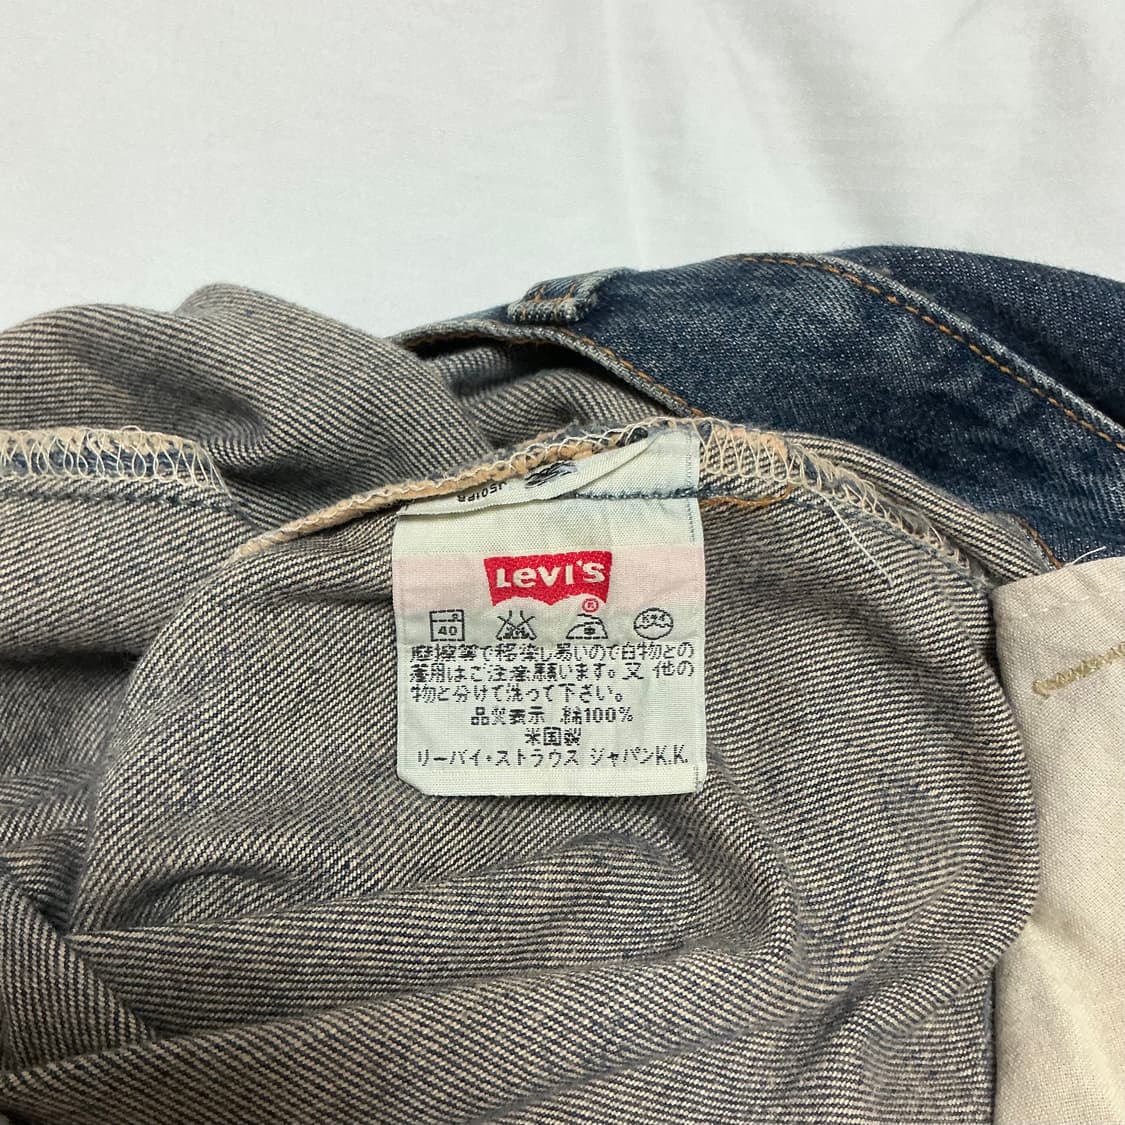 LEVI'S
®
40
ドライ
摩擦等で移染し易いので白物との
着用はご注意願います。又 他の
物と分けて洗って下さい。
品質表示 綿100%
米国製
リーバイ・ストラウス ジャパンK.K.